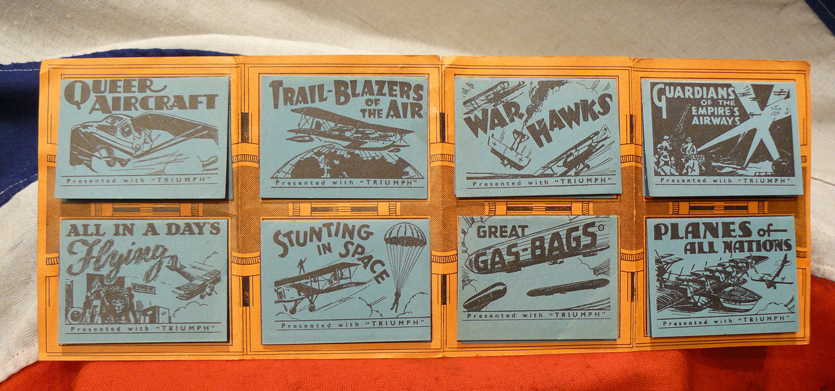 QUEER
AIRCRAFT
Presented with "TRIUMPH"
TRAIL-BLAZERS
OF
THE AIR
Presented with "TRIUMPH"
WAR HAWKS
Presented with "TRIUMPH"
GUARDIANS
OF THE
EMPIRE'S
AIRWAYS
Presented with "TRIUMPH"
ALL IN A DAY'S
Flying
Presented with "TRIUMPH"
STUNTING
IN
SPACE
Presented with "TRIUMPH"
GREAT
GAS-BAGS
Presented with "TRIUMPH"
PLANES of
ALL NATIONS
Presented with "TRIUMPH"